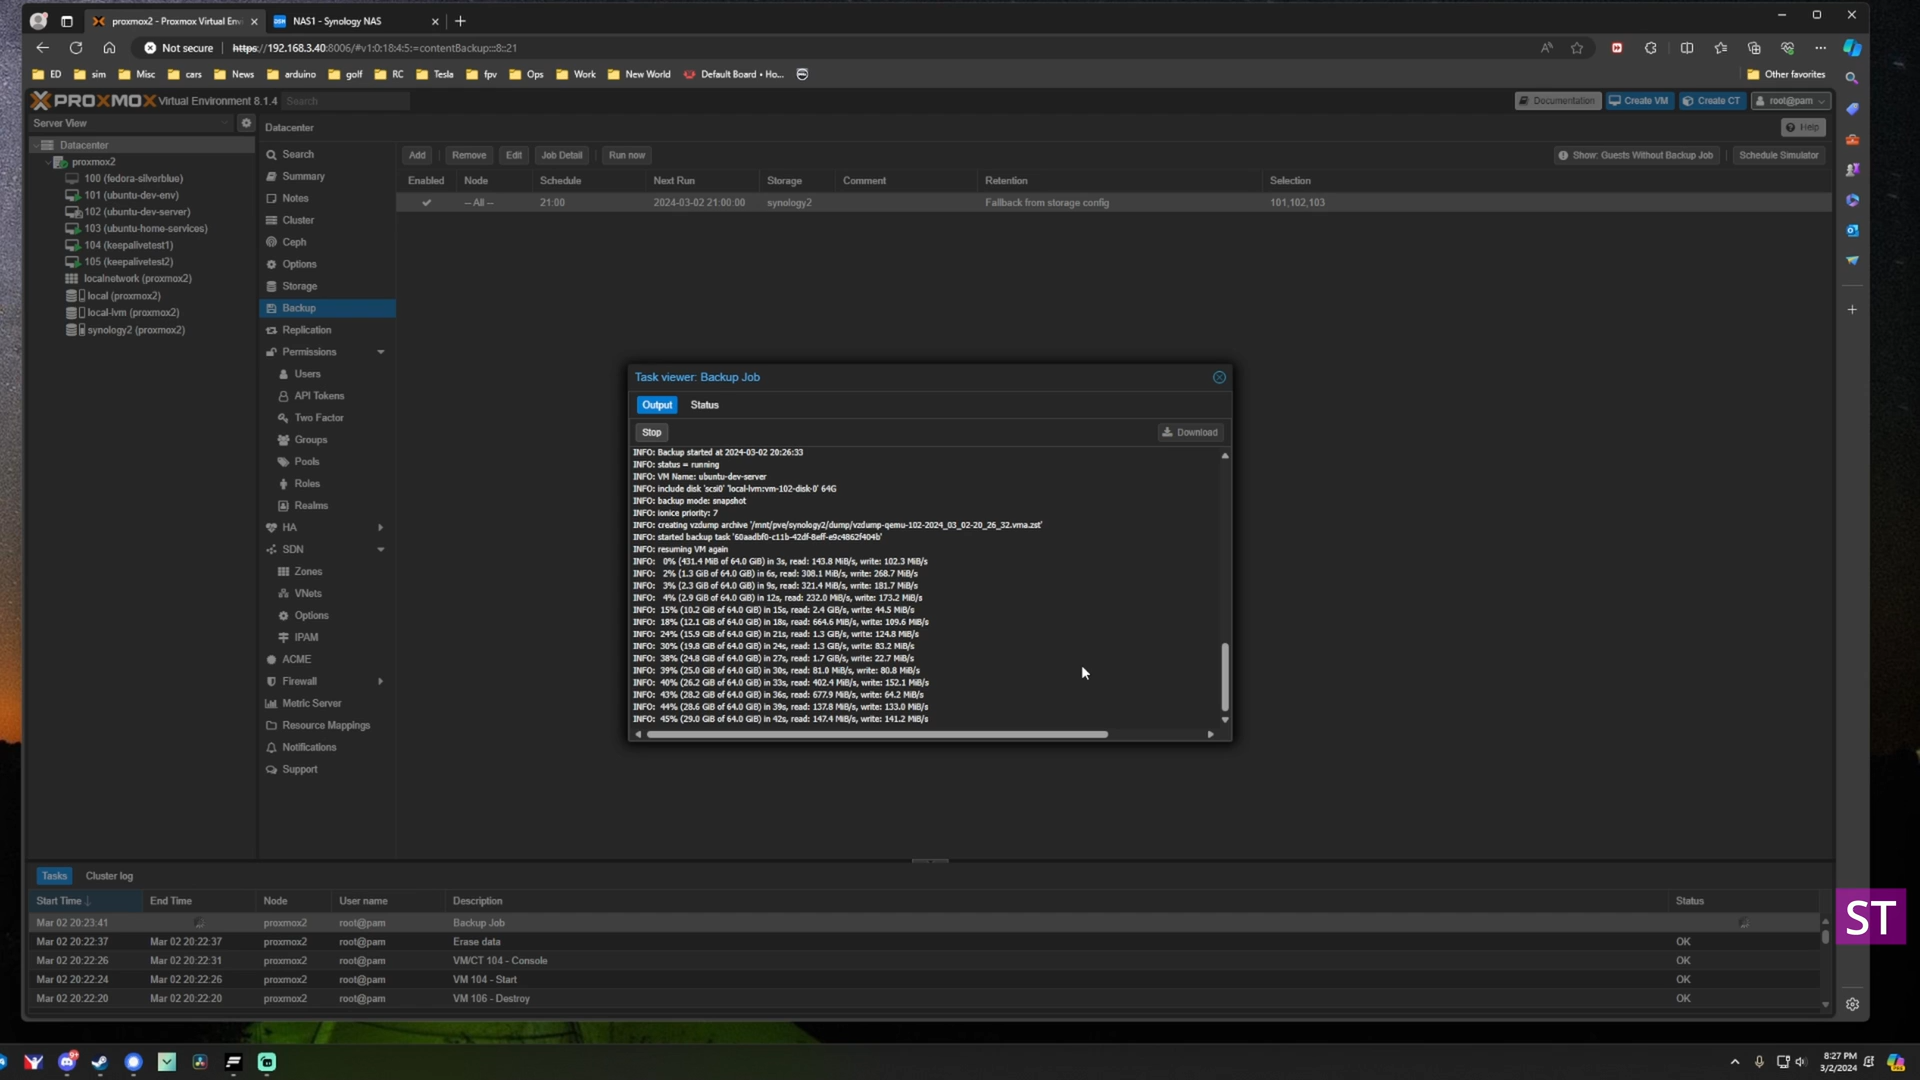 proxmox2 - Proxmox Virtual Envi
NAS1 - Synology NAS
Not secure
https://192.168.3.40:8006/#v1:0:18:4:5:=contentBackup:::8::21
ED
sim
Misc
cars
News
arduino
golf
RC
Tesla
fpv
Ops
Work
New World
Default Board • Ho...
Other favorites
PROXMOX Virtual Environment 8.1.4
Search
Documentation
Create VM
Create CT
root@pam
Server View
Datacenter
Help
Datacenter
proxmox2
100 (fedora-silverblue)
101 (ubuntu-dev-env)
102 (ubuntu-dev-server)
103 (ubuntu-home-services)
104 (keepalivetest1)
105 (keepalivetest2)
localnetwork (proxmox2)
local (proxmox2)
local-lvm (proxmox2)
synology2 (proxmox2)
Search
Summary
Notes
Cluster
Ceph
Options
Storage
Backup
Replication
Permissions
Users
API Tokens
Two Factor
Groups
Pools
Roles
Realms
HA
SDN
Zones
VNets
Options
IPAM
ACME
Firewall
Metric Server
Resource Mappings
Notifications
Support
Add
Remove
Edit
Job Detail
Run now
Show: Guests Without Backup Job
Schedule Simulator
Enabled Node Schedule Next Run Storage Comment Retention Selection
-- All -- 21:00 2024-03-02 21:00:00 synology2 Fallback from storage config 101,102,103
Task viewer: Backup Job
Output
Status
Stop
Download
INFO: Backup started at 2024-03-02 20:26:33
INFO: status = running
INFO: VM Name: ubuntu-dev-server
INFO: include disk 'scsi0' 'local-lvm:vm-102-disk-0' 64G
INFO: backup mode: snapshot
INFO: ionice priority: 7
INFO: creating vzdump archive '/mnt/pve/synology2/dump/vzdump-qemu-102-2024_03_02-20_26_32.vma.zst'
INFO: started backup task '60aadbf0-c11b-42df-8eff-e9c4862f404b'
INFO: resuming VM again
INFO: 0% (431.4 MiB of 64.0 GiB) in 3s, read: 143.8 MiB/s, write: 102.3 MiB/s
INFO: 2% (1.3 GiB of 64.0 GiB) in 6s, read: 308.1 MiB/s, write: 268.7 MiB/s
INFO: 3% (2.3 GiB of 64.0 GiB) in 9s, read: 321.4 MiB/s, write: 181.7 MiB/s
INFO: 4% (2.9 GiB of 64.0 GiB) in 12s, read: 232.0 MiB/s, write: 173.2 MiB/s
INFO: 15% (10.2 GiB of 64.0 GiB) in 15s, read: 2.4 GiB/s, write: 44.5 MiB/s
INFO: 18% (12.1 GiB of 64.0 GiB) in 18s, read: 664.6 MiB/s, write: 109.6 MiB/s
INFO: 24% (15.9 GiB of 64.0 GiB) in 21s, read: 1.3 GiB/s, write: 124.8 MiB/s
INFO: 30% (19.8 GiB of 64.0 GiB) in 24s, read: 1.3 GiB/s, write: 83.2 MiB/s
INFO: 38% (24.8 GiB of 64.0 GiB) in 27s, read: 1.7 GiB/s, write: 22.7 MiB/s
INFO: 39% (25.0 GiB of 64.0 GiB) in 30s, read: 81.0 MiB/s, write: 80.8 MiB/s
INFO: 40% (26.2 GiB of 64.0 GiB) in 33s, read: 402.4 MiB/s, write: 152.1 MiB/s
INFO: 43% (28.2 GiB of 64.0 GiB) in 36s, read: 677.9 MiB/s, write: 64.2 MiB/s
INFO: 44% (28.6 GiB of 64.0 GiB) in 39s, read: 137.8 MiB/s, write: 133.0 MiB/s
INFO: 45% (29.0 GiB of 64.0 GiB) in 42s, read: 147.4 MiB/s, write: 141.2 MiB/s
Tasks
Cluster log
Start Time End Time Node User name Description Status
Mar 02 20:23:41 proxmox2 root@pam Backup Job
Mar 02 20:22:37 Mar 02 20:22:37 proxmox2 root@pam Erase data OK
Mar 02 20:22:26 Mar 02 20:22:31 proxmox2 root@pam VM/CT 104 - Console OK
Mar 02 20:22:24 Mar 02 20:22:26 proxmox2 root@pam VM 104 - Start OK
Mar 02 20:22:20 Mar 02 20:22:20 proxmox2 root@pam VM 106 - Destroy OK
ST
8:27 PM
3/2/2024